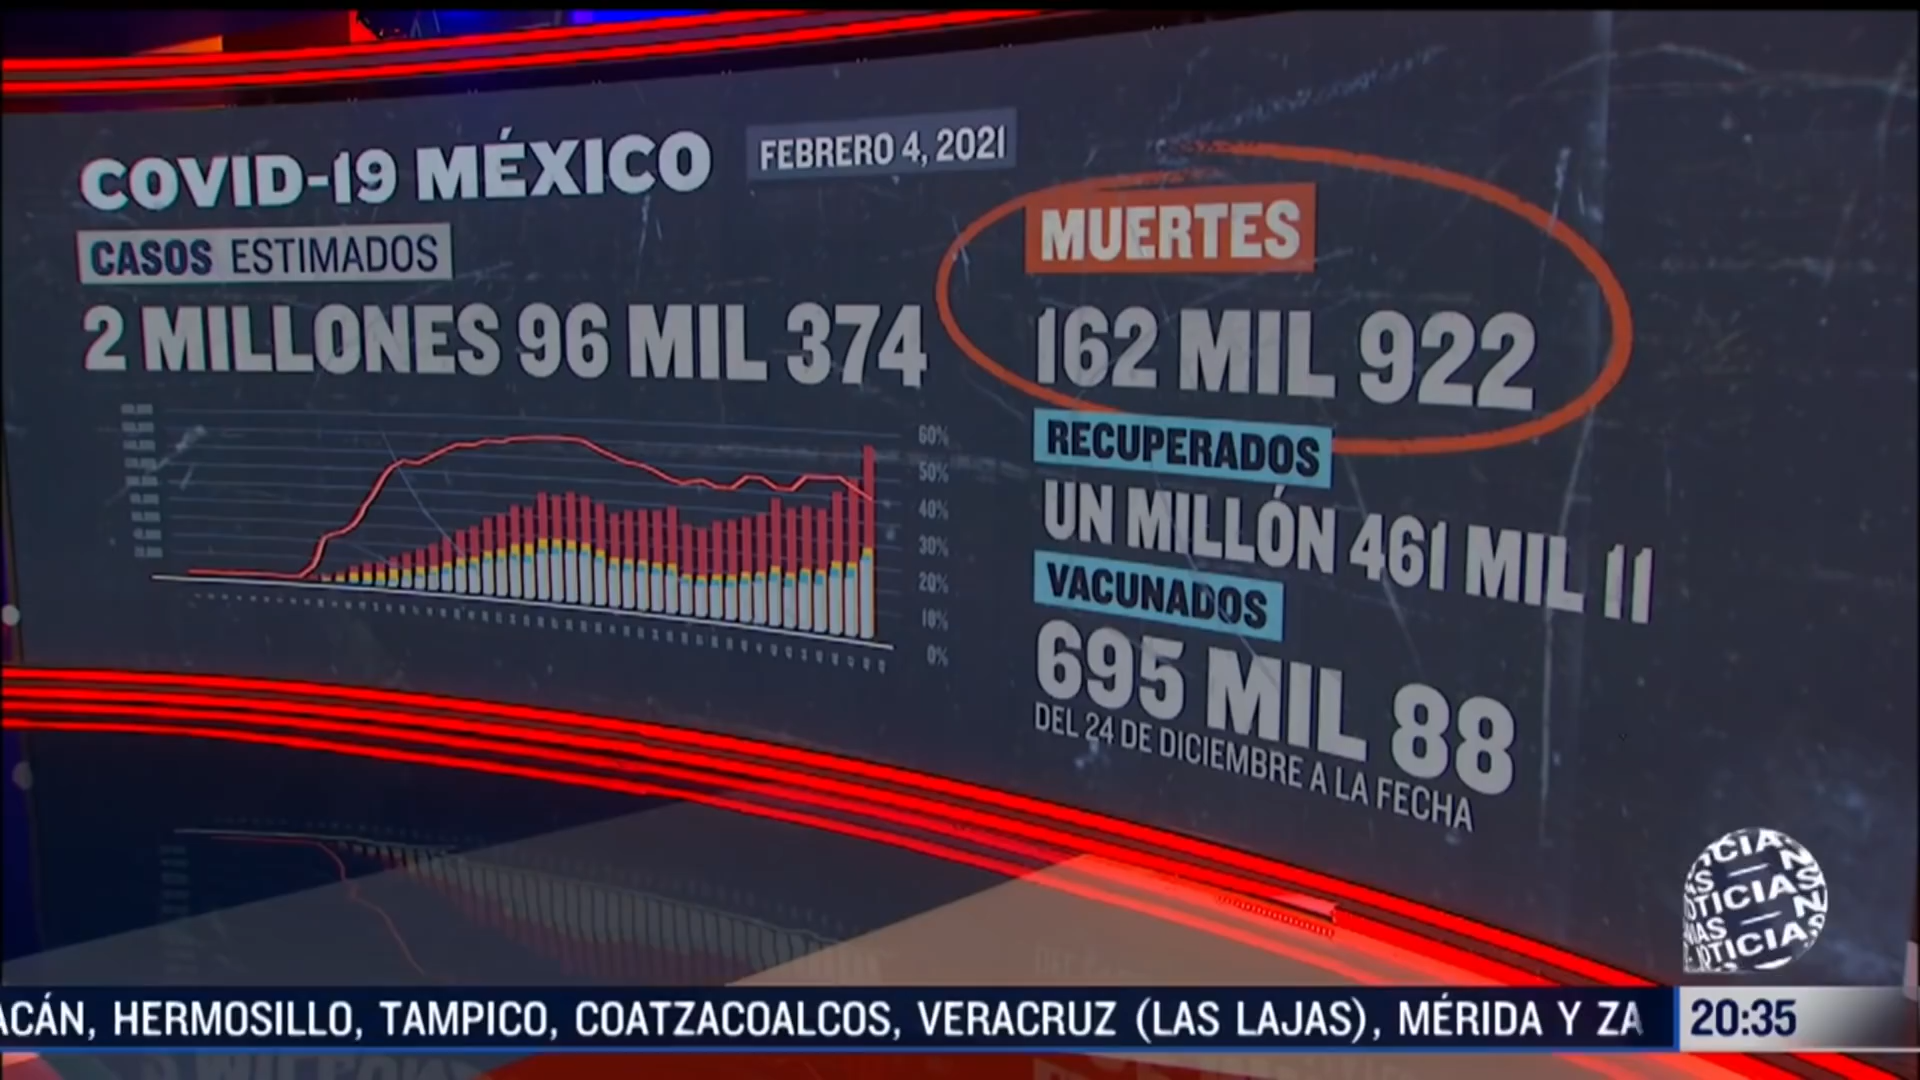 COVID-19 MÉXICO
FEBRERO 4, 2021
CASOS ESTIMADOS
2 MILLONES 96 MIL 374
MUERTES
162 MIL 922
RECUPERADOS
UN MILLÓN 461 MIL 11
VACUNADOS
695 MIL 88
DEL 24 DE DICIEMBRE A LA FECHA
60%
50%
40%
30%
20%
10%
0%
NOTICIAS
HERMOSILLO, TAMPICO, COATZACOALCOS, VERACRUZ (LAS LAJAS), MÉRIDA Y
20:35